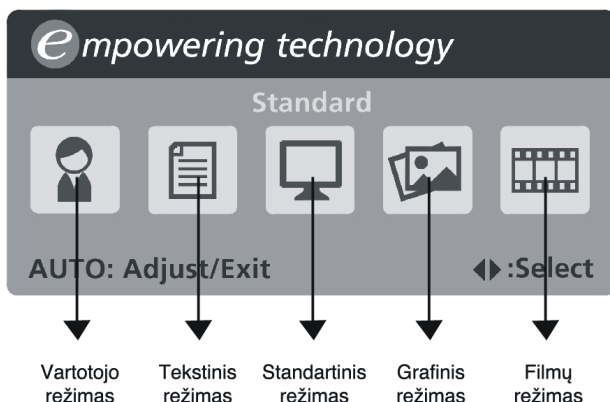 empowering technology
Standard
AUTO: Adjust/Exit
:Select
Vartotojo Tekstinis Standartinis Grafinis Filmų
režimas režimas režimas režimas režimas